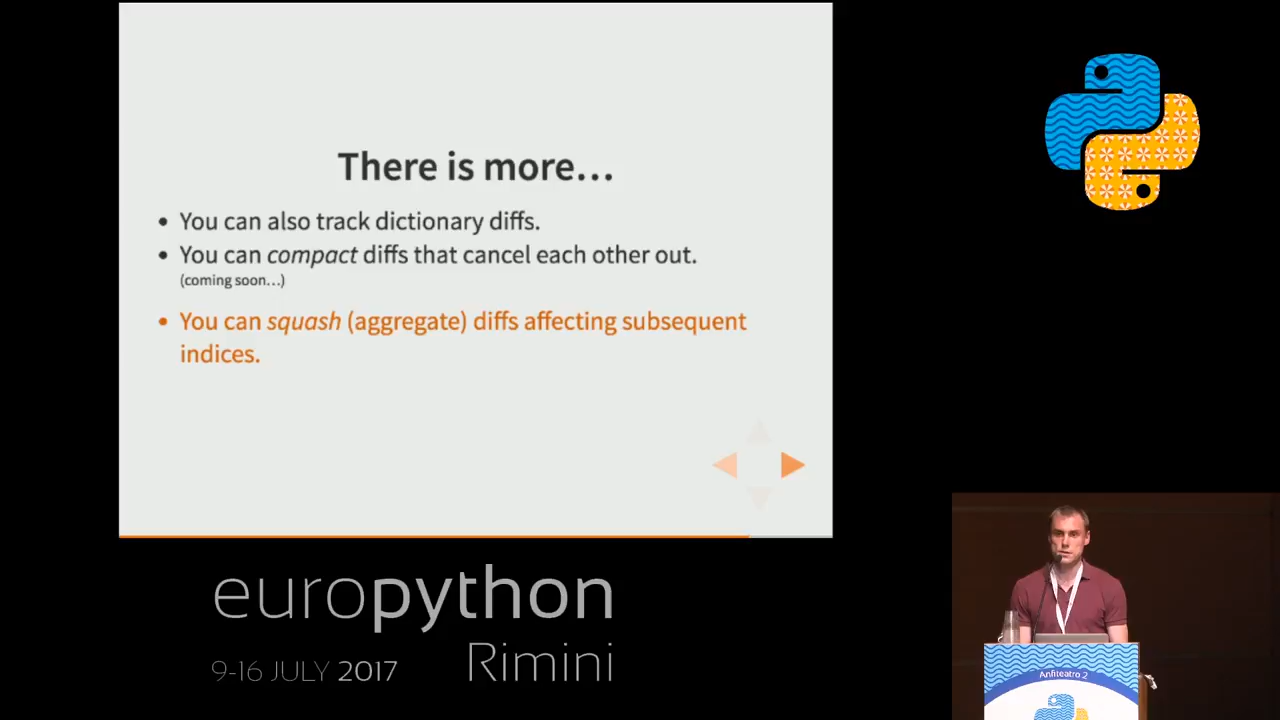 There is more...
• You can also track dictionary diffs.
• You can compact diffs that cancel each other out.
(coming soon...)
• You can squash (aggregate) diffs affecting subsequent
indices.
europython
9-16 JULY 2017 Rimini
Anfiteatro 2